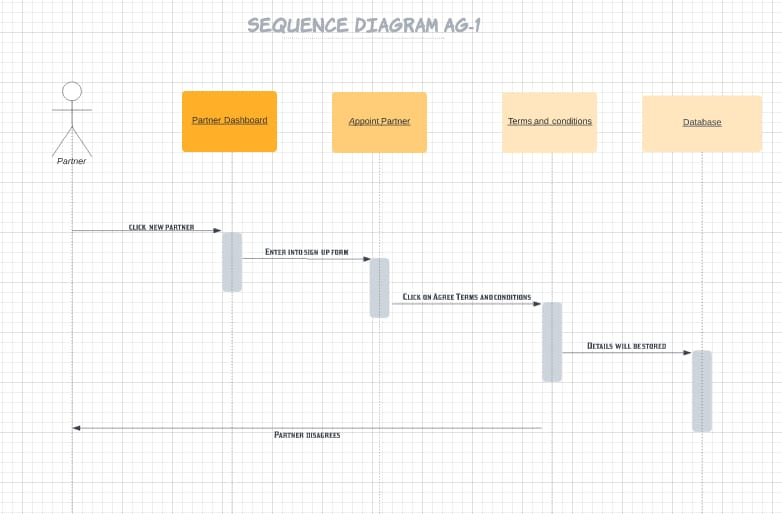 SEQUENCE DIAGRAM AG-1
Partner Dashboard
Appoint Partner
Terms and conditions
Database
Partner
CLICK NEW PARTNER
ENTER INTO SIGN UP FORM
CLICK ON AGREE TERMS AND CONDITIONS
DETAILS WILL BE STORED
PARTNER DISAGREES